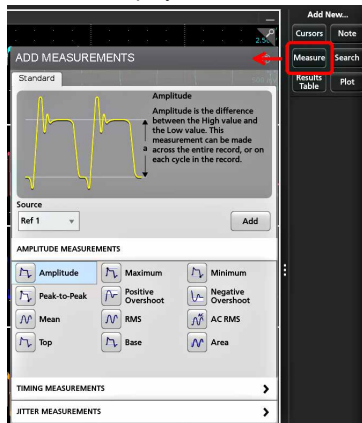 Add New...
2.5
Cursors Note
ADD MEASUREMENTS
Measure Search
Standard
Results Table Plot
Amplitude
Amplitude is the difference
between the High value and
the Low value. This
measurement can be made
a across the entire record, or on
each cycle in the record.
Source
Ref 1
Add
AMPLITUDE MEASUREMENTS
Amplitude Maximum Minimum
Peak-to-Peak Positive Overshoot Negative Overshoot
Mean RMS AC RMS
Top Base Area
TIMING MEASUREMENTS
JITTER MEASUREMENTS